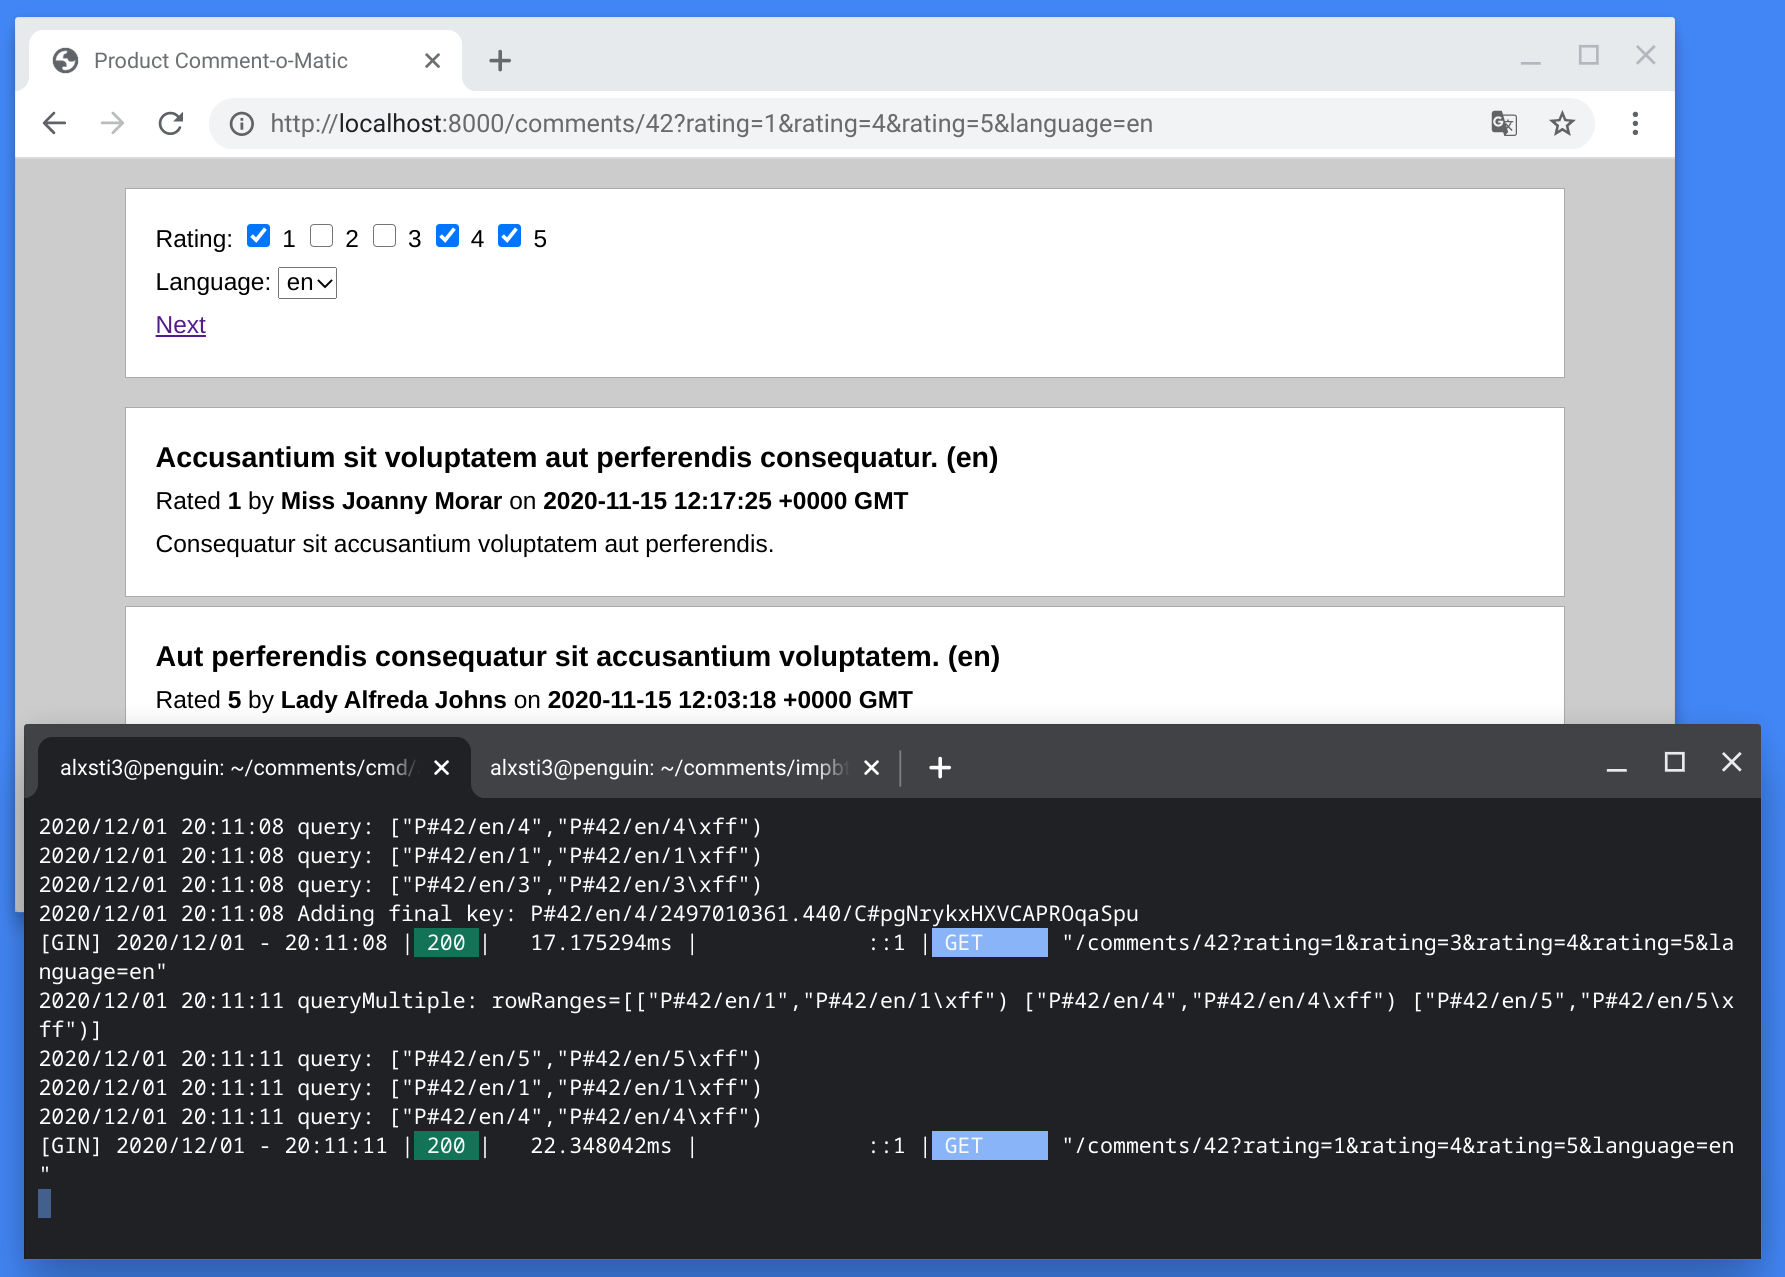 Product Comment-o-Matic
http://localhost:8000/comments/42?rating=1&rating=4&rating=5&language=en
Rating: 1 2 3 4 5
Language: en
Next
Accusantium sit voluptatem aut perferendis consequatur. (en)
Rated 1 by Miss Joanny Morar on 2020-11-15 12:17:25 +0000 GMT
Consequatur sit accusantium voluptatem aut perferendis.
Aut perferendis consequatur sit accusantium voluptatem. (en)
Rated 5 by Lady Alfreda Johns on 2020-11-15 12:03:18 +0000 GMT
alxsti3@penguin: ~/comments/cmd/ alxsti3@penguin: ~/comments/impbt
2020/12/01 20:11:08 query: ["P#42/en/4","P#42/en/4\xff")
2020/12/01 20:11:08 query: ["P#42/en/1","P#42/en/1\xff")
2020/12/01 20:11:08 query: ["P#42/en/3","P#42/en/3\xff")
2020/12/01 20:11:08 Adding final key: P#42/en/4/2497010361.440/C#pgNrykxHXVCAPROqaSpu
[GIN] 2020/12/01 - 20:11:08 | 200 | 17.175294ms | ::1 | GET "/comments/42?rating=1&rating=3&rating=4&rating=5&la
nguage=en"
2020/12/01 20:11:11 queryMultiple: rowRanges=[["P#42/en/1","P#42/en/1\xff") ["P#42/en/4","P#42/en/4\xff") ["P#42/en/5","P#42/en/5\x
ff")]
2020/12/01 20:11:11 query: ["P#42/en/5","P#42/en/5\xff")
2020/12/01 20:11:11 query: ["P#42/en/1","P#42/en/1\xff")
2020/12/01 20:11:11 query: ["P#42/en/4","P#42/en/4\xff")
[GIN] 2020/12/01 - 20:11:11 | 200 | 22.348042ms | ::1 | GET "/comments/42?rating=1&rating=4&rating=5&language=en
"